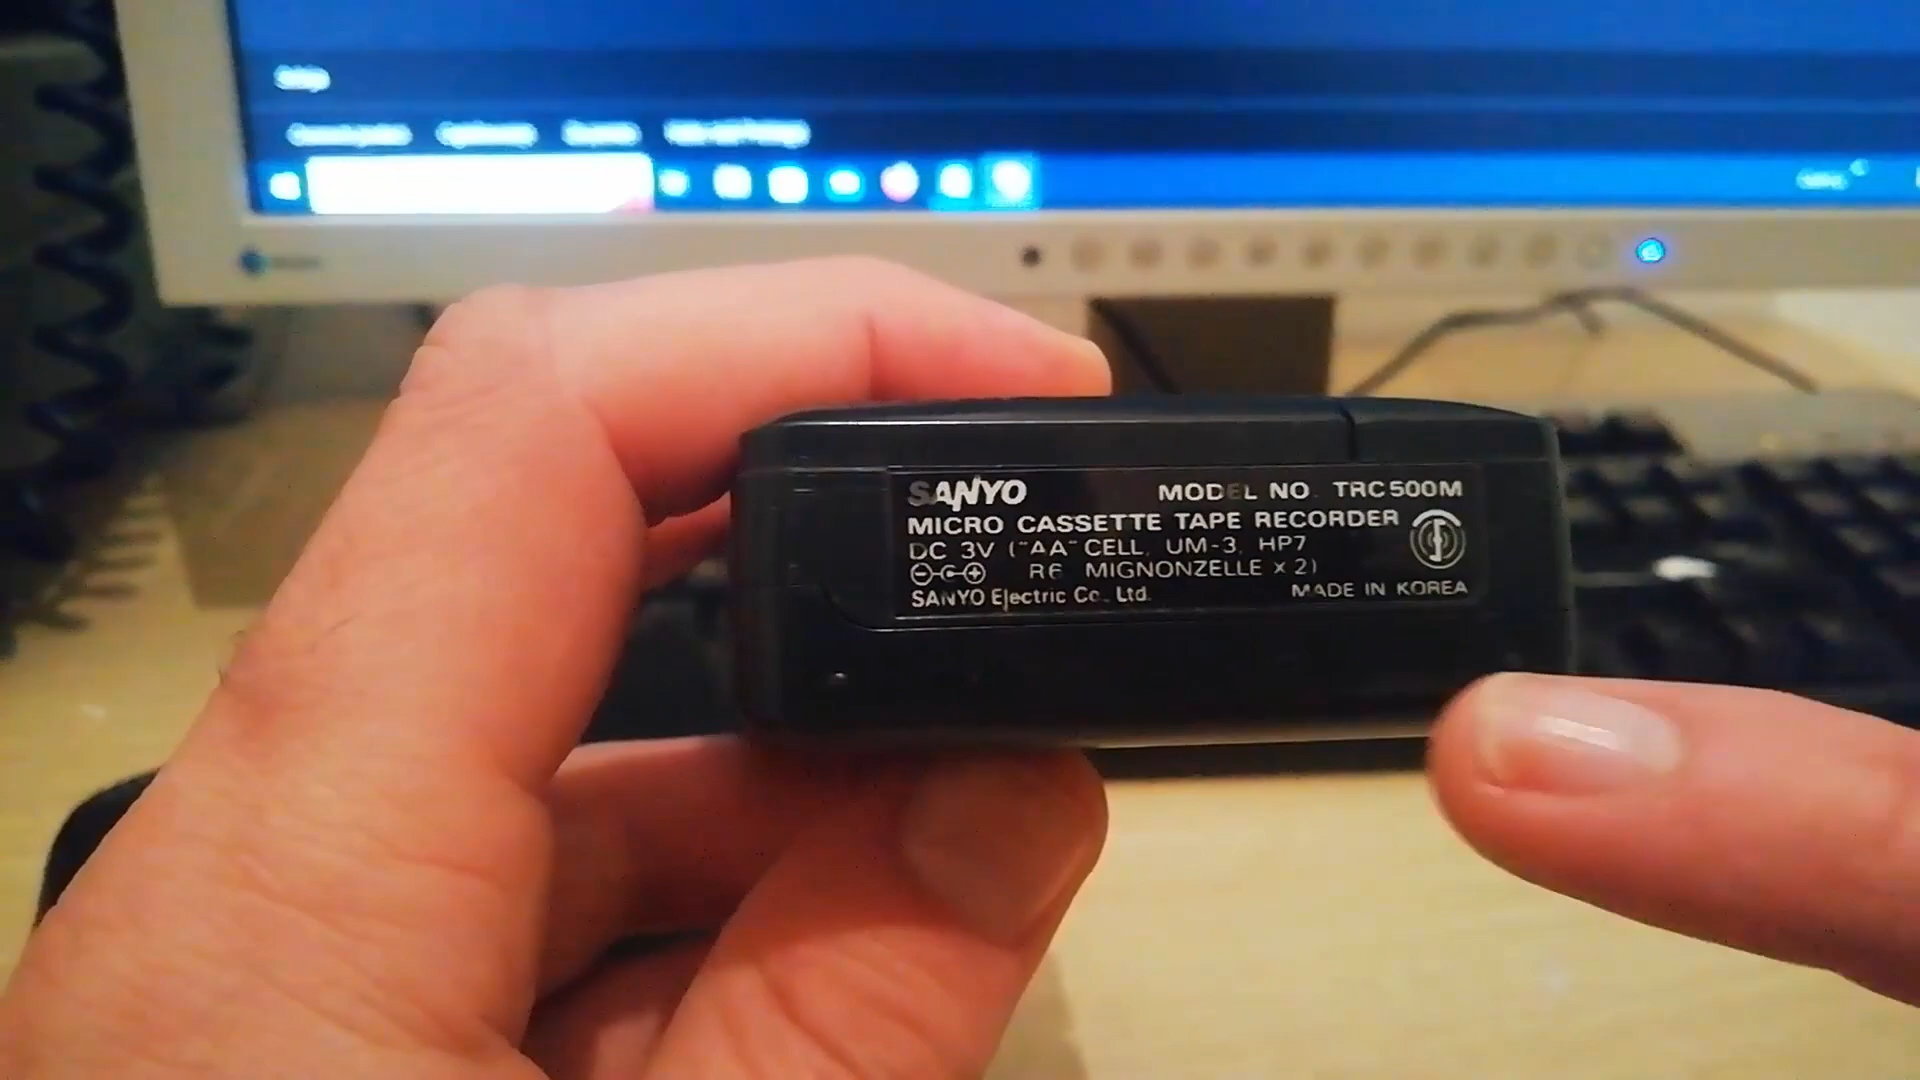 SANYO MODEL NO. TRC500M
MICRO CASSETTE TAPE RECORDER
DC 3V ("AA" CELL, UM-3, HP7
R6 MIGNONZELLE x 2)
SANYO Electric Co., Ltd. MADE IN KOREA